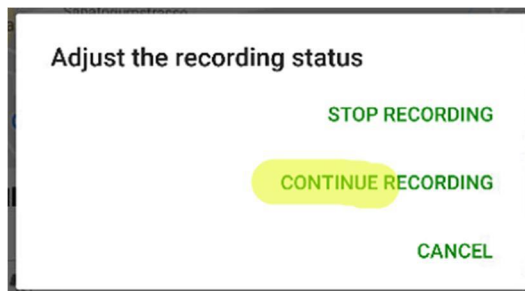 Adjust the recording status
STOP RECORDING
CONTINUE RECORDING
CANCEL